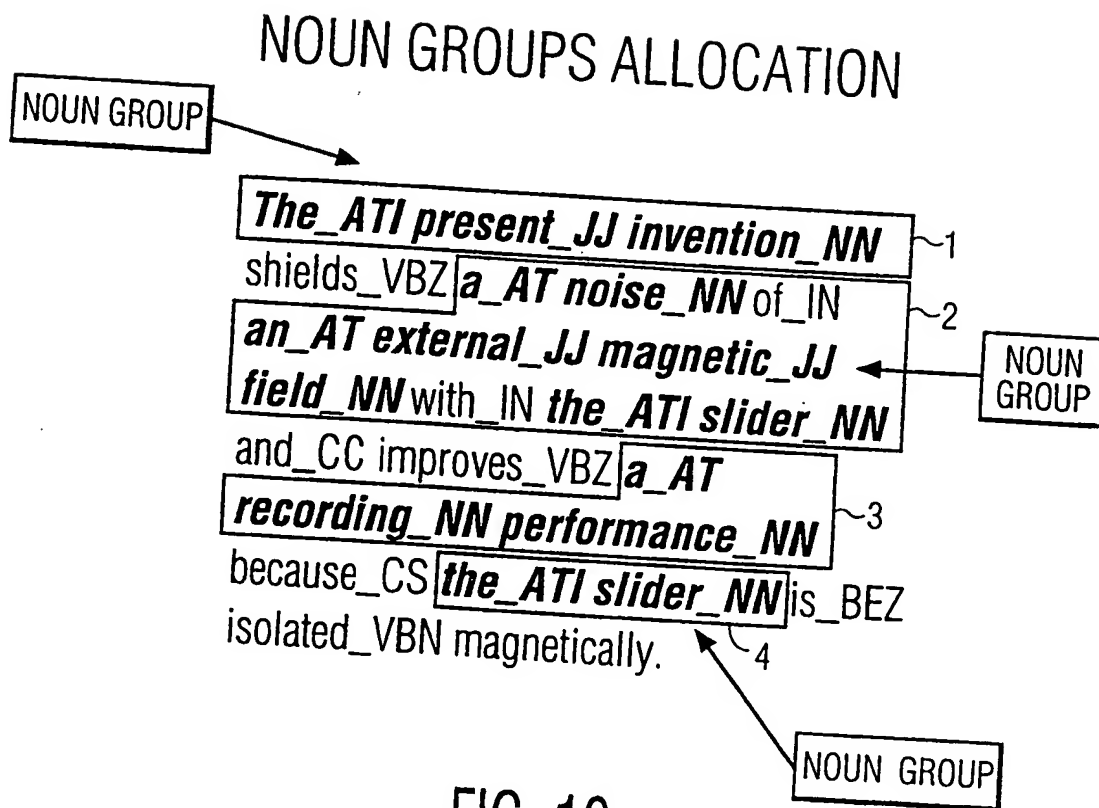 NOUN GROUPS ALLOCATION
NOUN GROUP
The_ATI present_JJ invention_NN ~1
shields_VBZ a_AT noise_NN of_IN ~2
an_AT external_JJ magnetic_JJ
NOUN GROUP
field_NN with_IN the_ATI slider_NN
and_CC improves_VBZ a_AT
recording_NN performance_NN ~3
because_CS the_ATI slider_NN is_BEZ
isolated_VBN magnetically. 4
NOUN GROUP